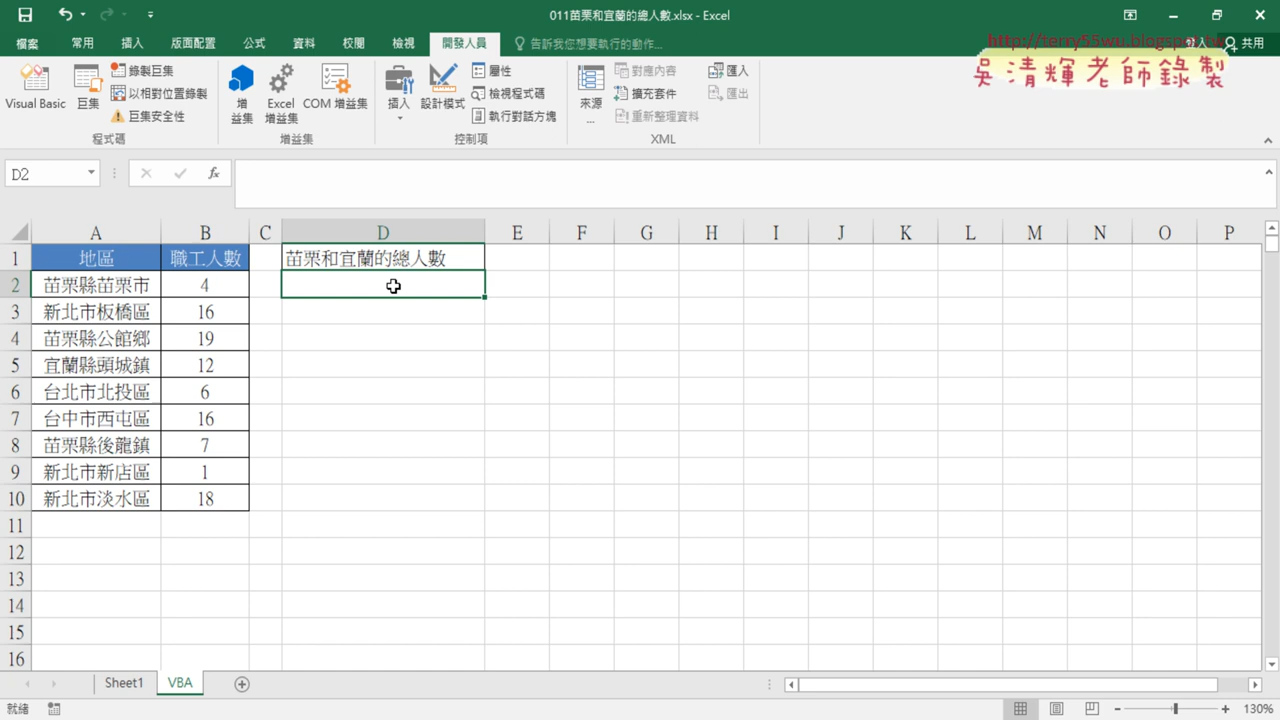 011苗栗和宜蘭的總人數.xlsx - Excel
檔案 常用 插入 版面配置 公式 資料 校閱 檢視 開發人員 告訴我您想要執行的動作... 登入 共用
http://terry55wu.blogspot.tw
吳清輝老師錄製
Visual Basic 巨集 錄製巨集 以相對位置錄製 巨集安全性
增益集 Excel 增益集 COM 增益集
插入 設計模式 屬性 檢視程式碼 執行對話方塊
來源... 對應內容 擴充套件 重新整理資料 匯入 匯出
程式碼 增益集 控制項 XML
D2 fx
A B C D E F G H I J K L M N O P
1 地區 職工人數 苗栗和宜蘭的總人數
2 苗栗縣苗栗市 4
3 新北市板橋區 16
4 苗栗縣公館鄉 19
5 宜蘭縣頭城鎮 12
6 台北市北投區 6
7 台中市西屯區 16
8 苗栗縣後龍鎮 7
9 新北市新店區 1
10 新北市淡水區 18
11
12
13
14
15
16
Sheet1 VBA
就緒 130%